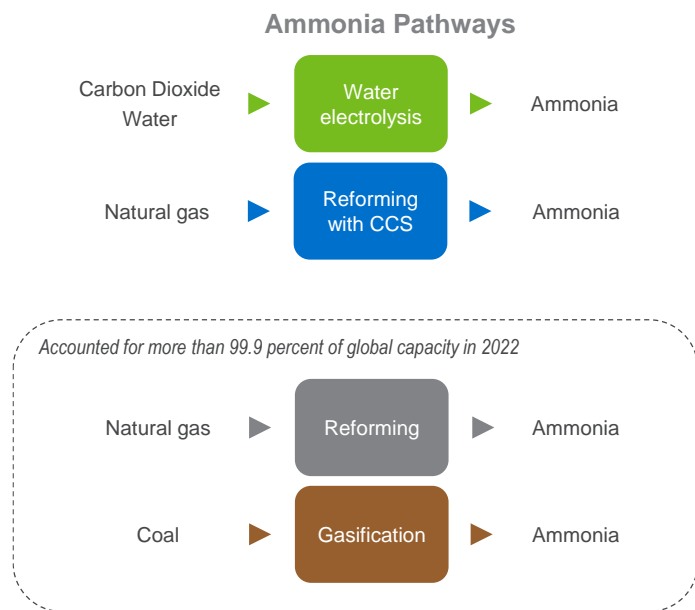 Ammonia Pathways
Carbon Dioxide
Water
Water
electrolysis
Ammonia
Natural gas
Reforming
with CCS
Ammonia
Accounted for more than 99.9 percent of global capacity in 2022
Natural gas
Reforming
Ammonia
Coal
Gasification
Ammonia